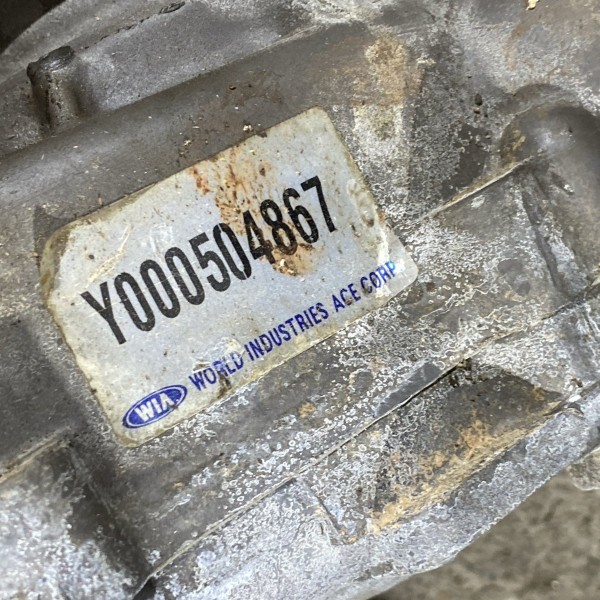 Y000504867
WIA WORLD INDUSTRIES ACE CORP